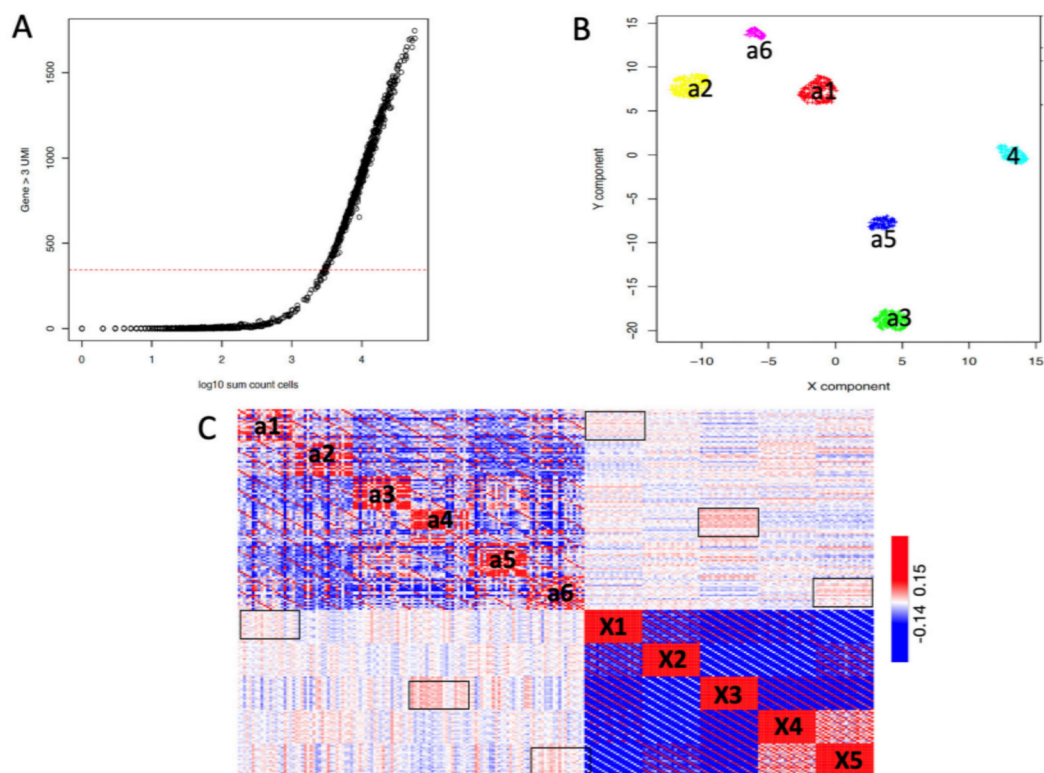 A
Gene > 3 UMI
1500
1000
500
0
0 1 2 3 4
log10 sum count cells
B
Y component
15
10
5
0
−5
−10
−15
−20
a6
a2
a1
4
a5
a3
−10 −5 0 5 10 15
X component
C
a1
a2
a3
a4
a5
a6
X1
X2
X3
X4
X5
-0.14 0.15